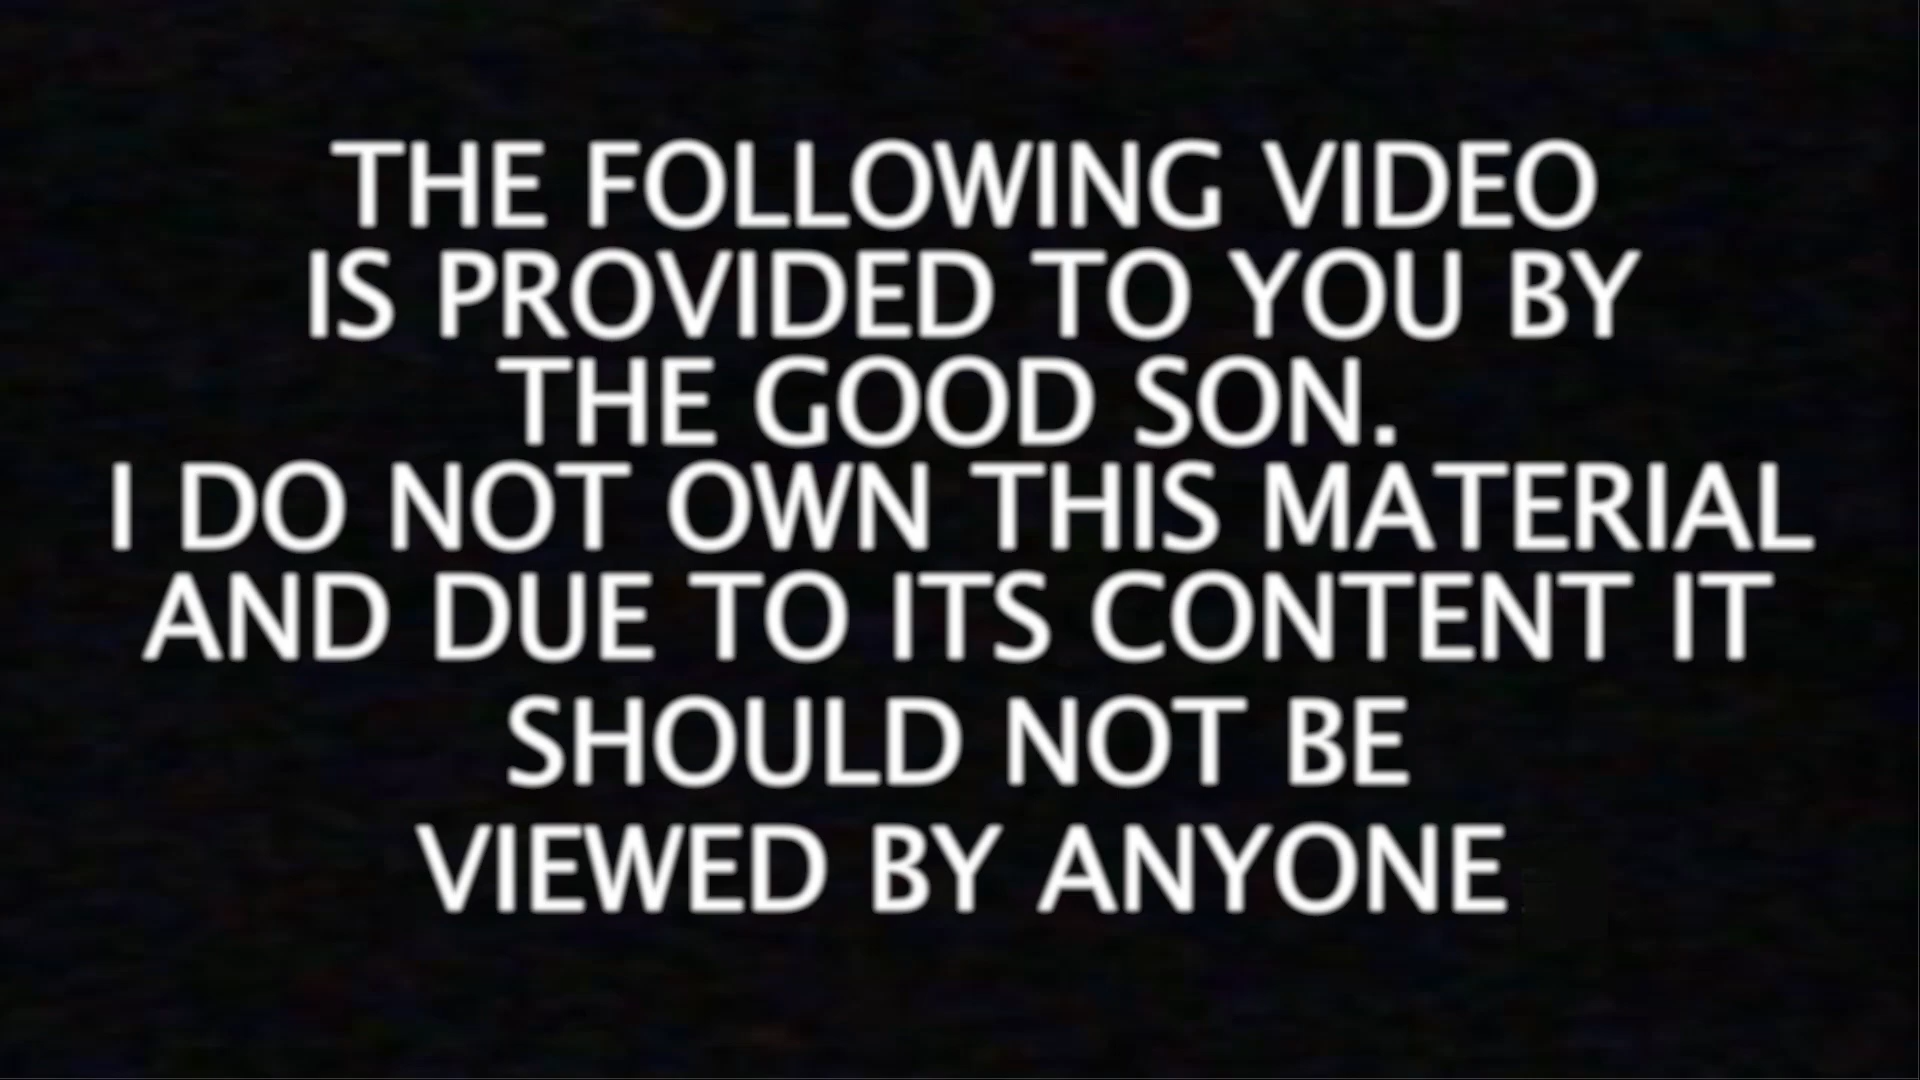 THE FOLLOWING VIDEO
IS PROVIDED TO YOU BY
THE GOOD SON.
I DO NOT OWN THIS MATERIAL
AND DUE TO ITS CONTENT IT
SHOULD NOT BE
VIEWED BY ANYONE